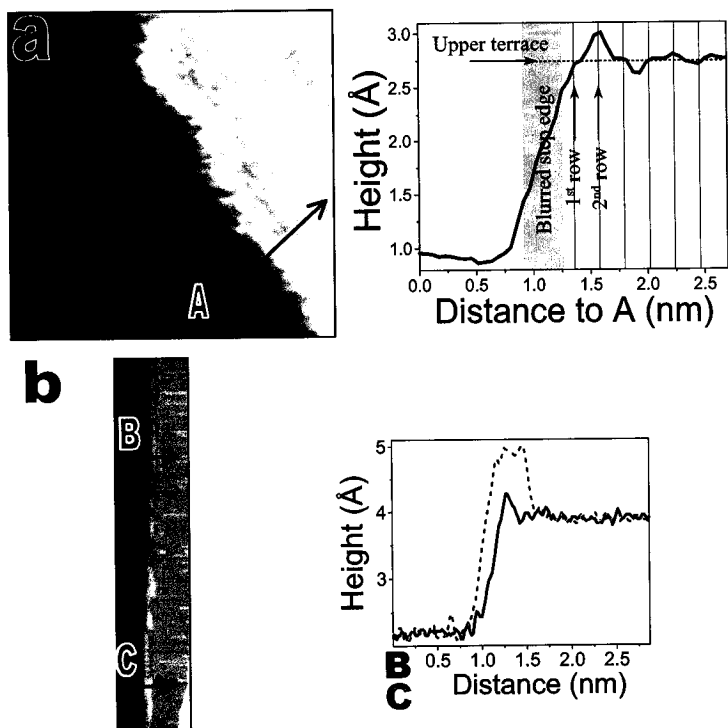 a
A
Height (Å)
3.0
2.5
2.0
1.5
1.0
Upper terrace
Blurred step edge
1st row
2nd row
0.0 0.5 1.0 1.5 2.0 2.5
Distance to A (nm)
b
B
C
Height (Å)
5
4
3
0.5 1.0 1.5 2.0 2.5
B
C
Distance (nm)